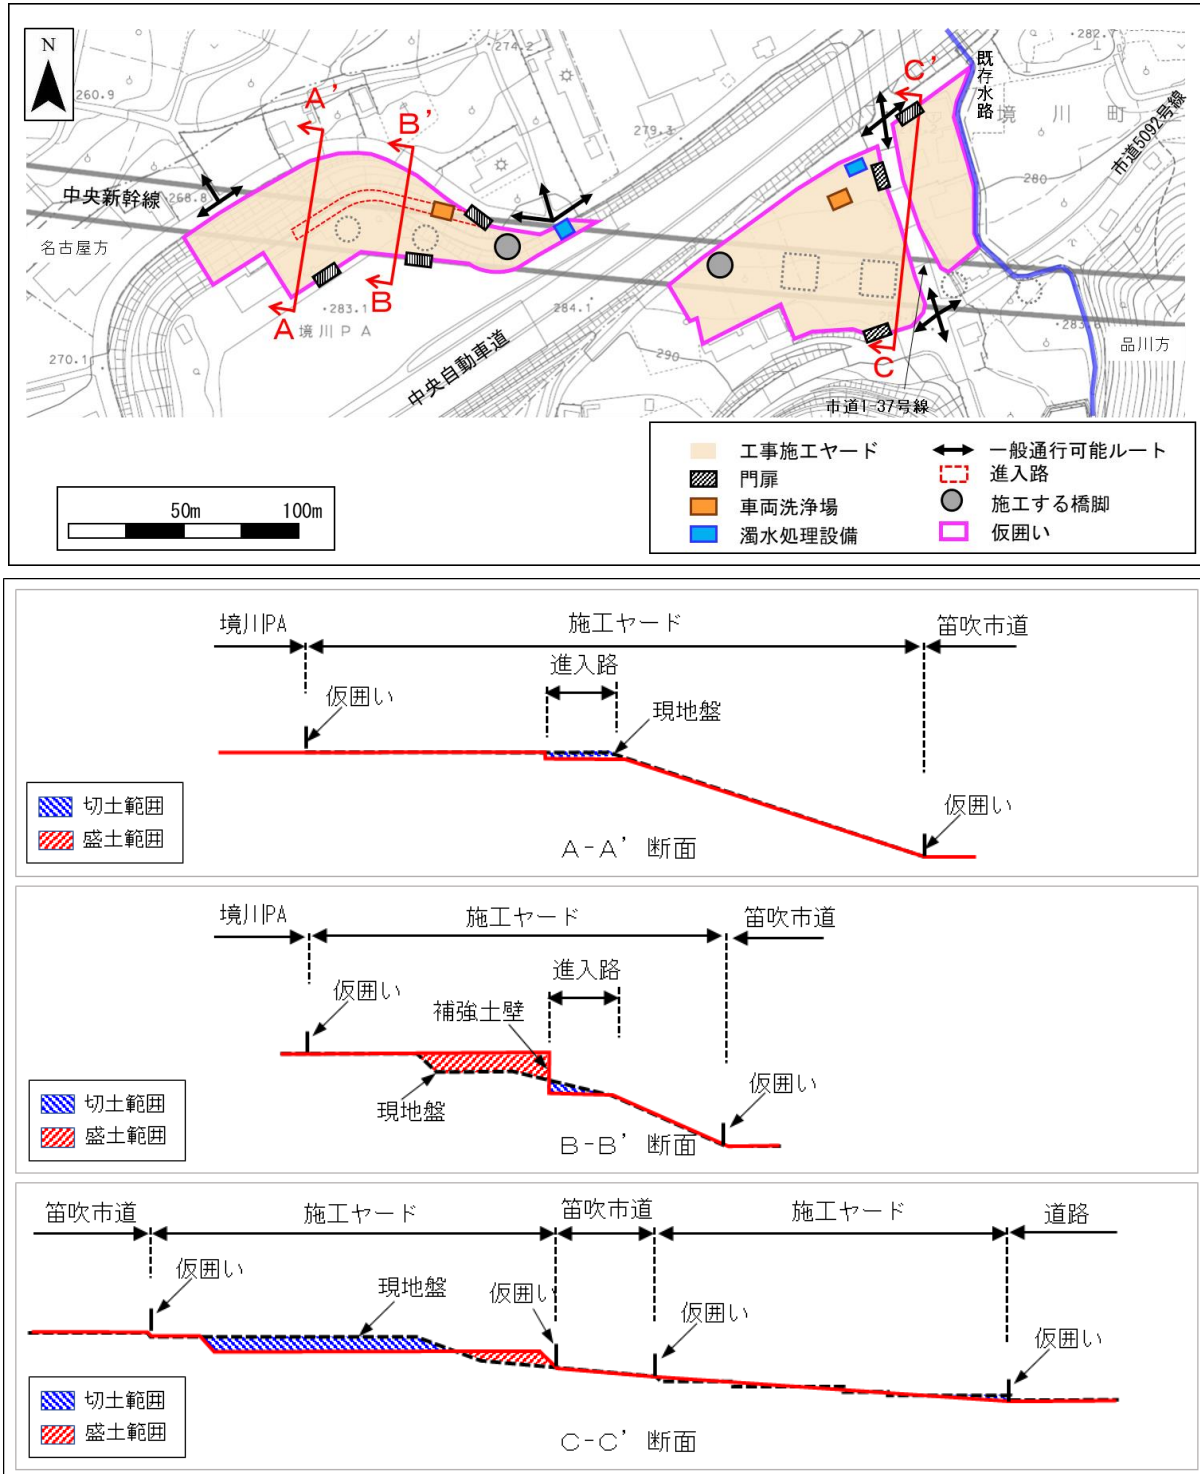 N
260.9
274.2
282.7
既存水路
境川町
市道5092号線
A'
B'
C'
279.3
280
中央新幹線
268.8
名古屋方
283.1
284.1
283.6
A
B
C
境川PA
270.1
290
中央自動車道
品川方
市道1-37号線
50m
100m
工事施工ヤード
一般通行可能ルート
門扉
進入路
車両洗浄場
施工する橋脚
濁水処理設備
仮囲い
境川PA
施工ヤード
笛吹市道
進入路
仮囲い
現地盤
切土範囲
盛土範囲
仮囲い
A-A' 断面
境川PA
施工ヤード
笛吹市道
進入路
仮囲い
補強土壁
仮囲い
現地盤
切土範囲
盛土範囲
B-B' 断面
笛吹市道
施工ヤード
笛吹市道
施工ヤード
道路
仮囲い
現地盤
仮囲い
仮囲い
仮囲い
切土範囲
盛土範囲
C-C' 断面